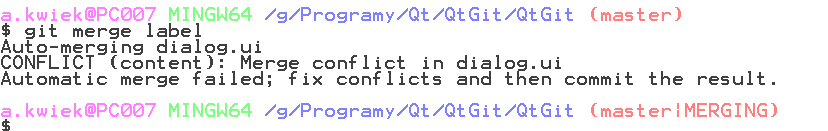 a.kwiek@PC007 MINGW64 /g/Programy/Qt/QtGit/QtGit (master)
$ git merge label
Auto-merging dialog.ui
CONFLICT (content): Merge conflict in dialog.ui
Automatic merge failed; fix conflicts and then commit the result.
a.kwiek@PC007 MINGW64 /g/Programy/Qt/QtGit/QtGit (master|MERGING)
$